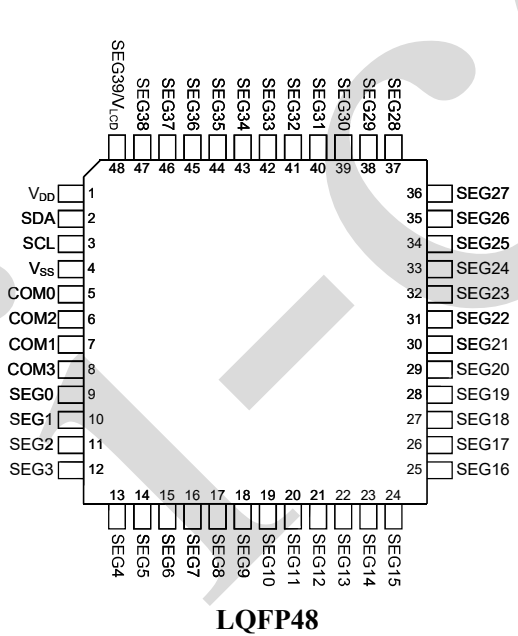 SEG39/VLCD
SEG38
SEG37
SEG36
SEG35
SEG34
SEG33
SEG32
SEG31
SEG30
SEG29
SEG28
48 47 46 45 44 43 42 41 40 39 38 37
VDD 1
SDA 2
SCL 3
VSS 4
COM0 5
COM2 6
COM1 7
COM3 8
SEG0 9
SEG1 10
SEG2 11
SEG3 12
36 SEG27
35 SEG26
34 SEG25
33 SEG24
32 SEG23
31 SEG22
30 SEG21
29 SEG20
28 SEG19
27 SEG18
26 SEG17
25 SEG16
13 14 15 16 17 18 19 20 21 22 23 24
SEG4
SEG5
SEG6
SEG7
SEG8
SEG9
SEG10
SEG11
SEG12
SEG13
SEG14
SEG15
LQFP48